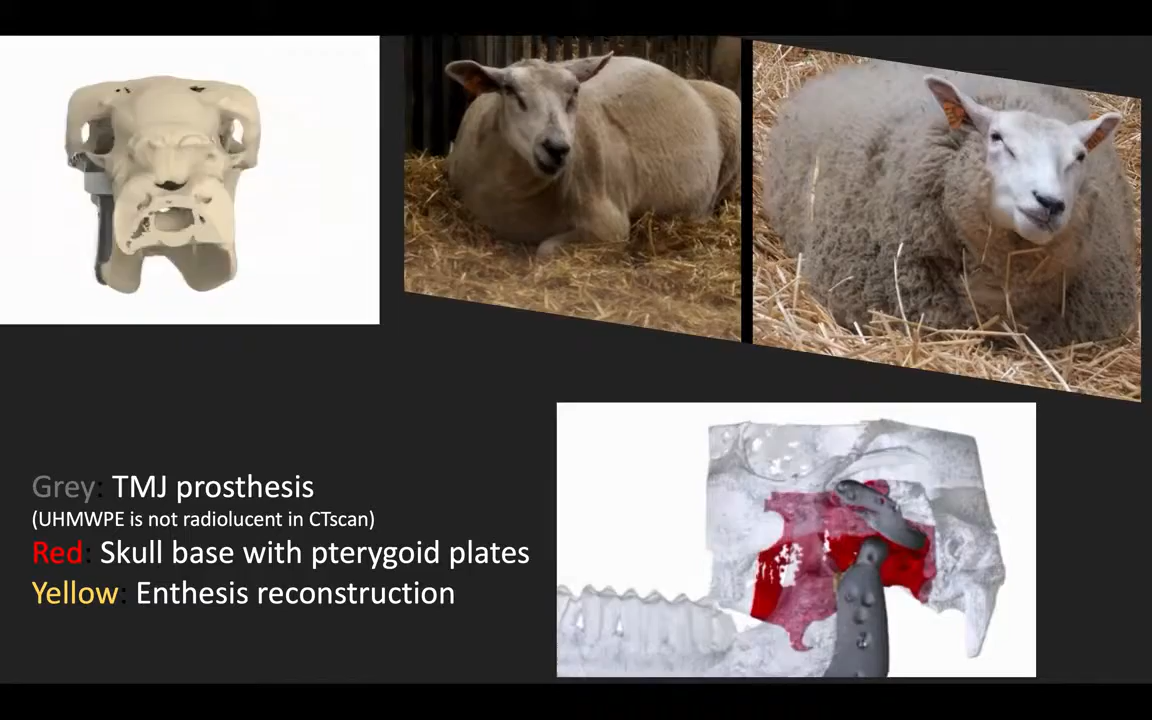 Grey: TMJ prosthesis
(UHMWPE is not radiolucent in CTscan)
Red: Skull base with pterygoid plates
Yellow: Enthesis reconstruction